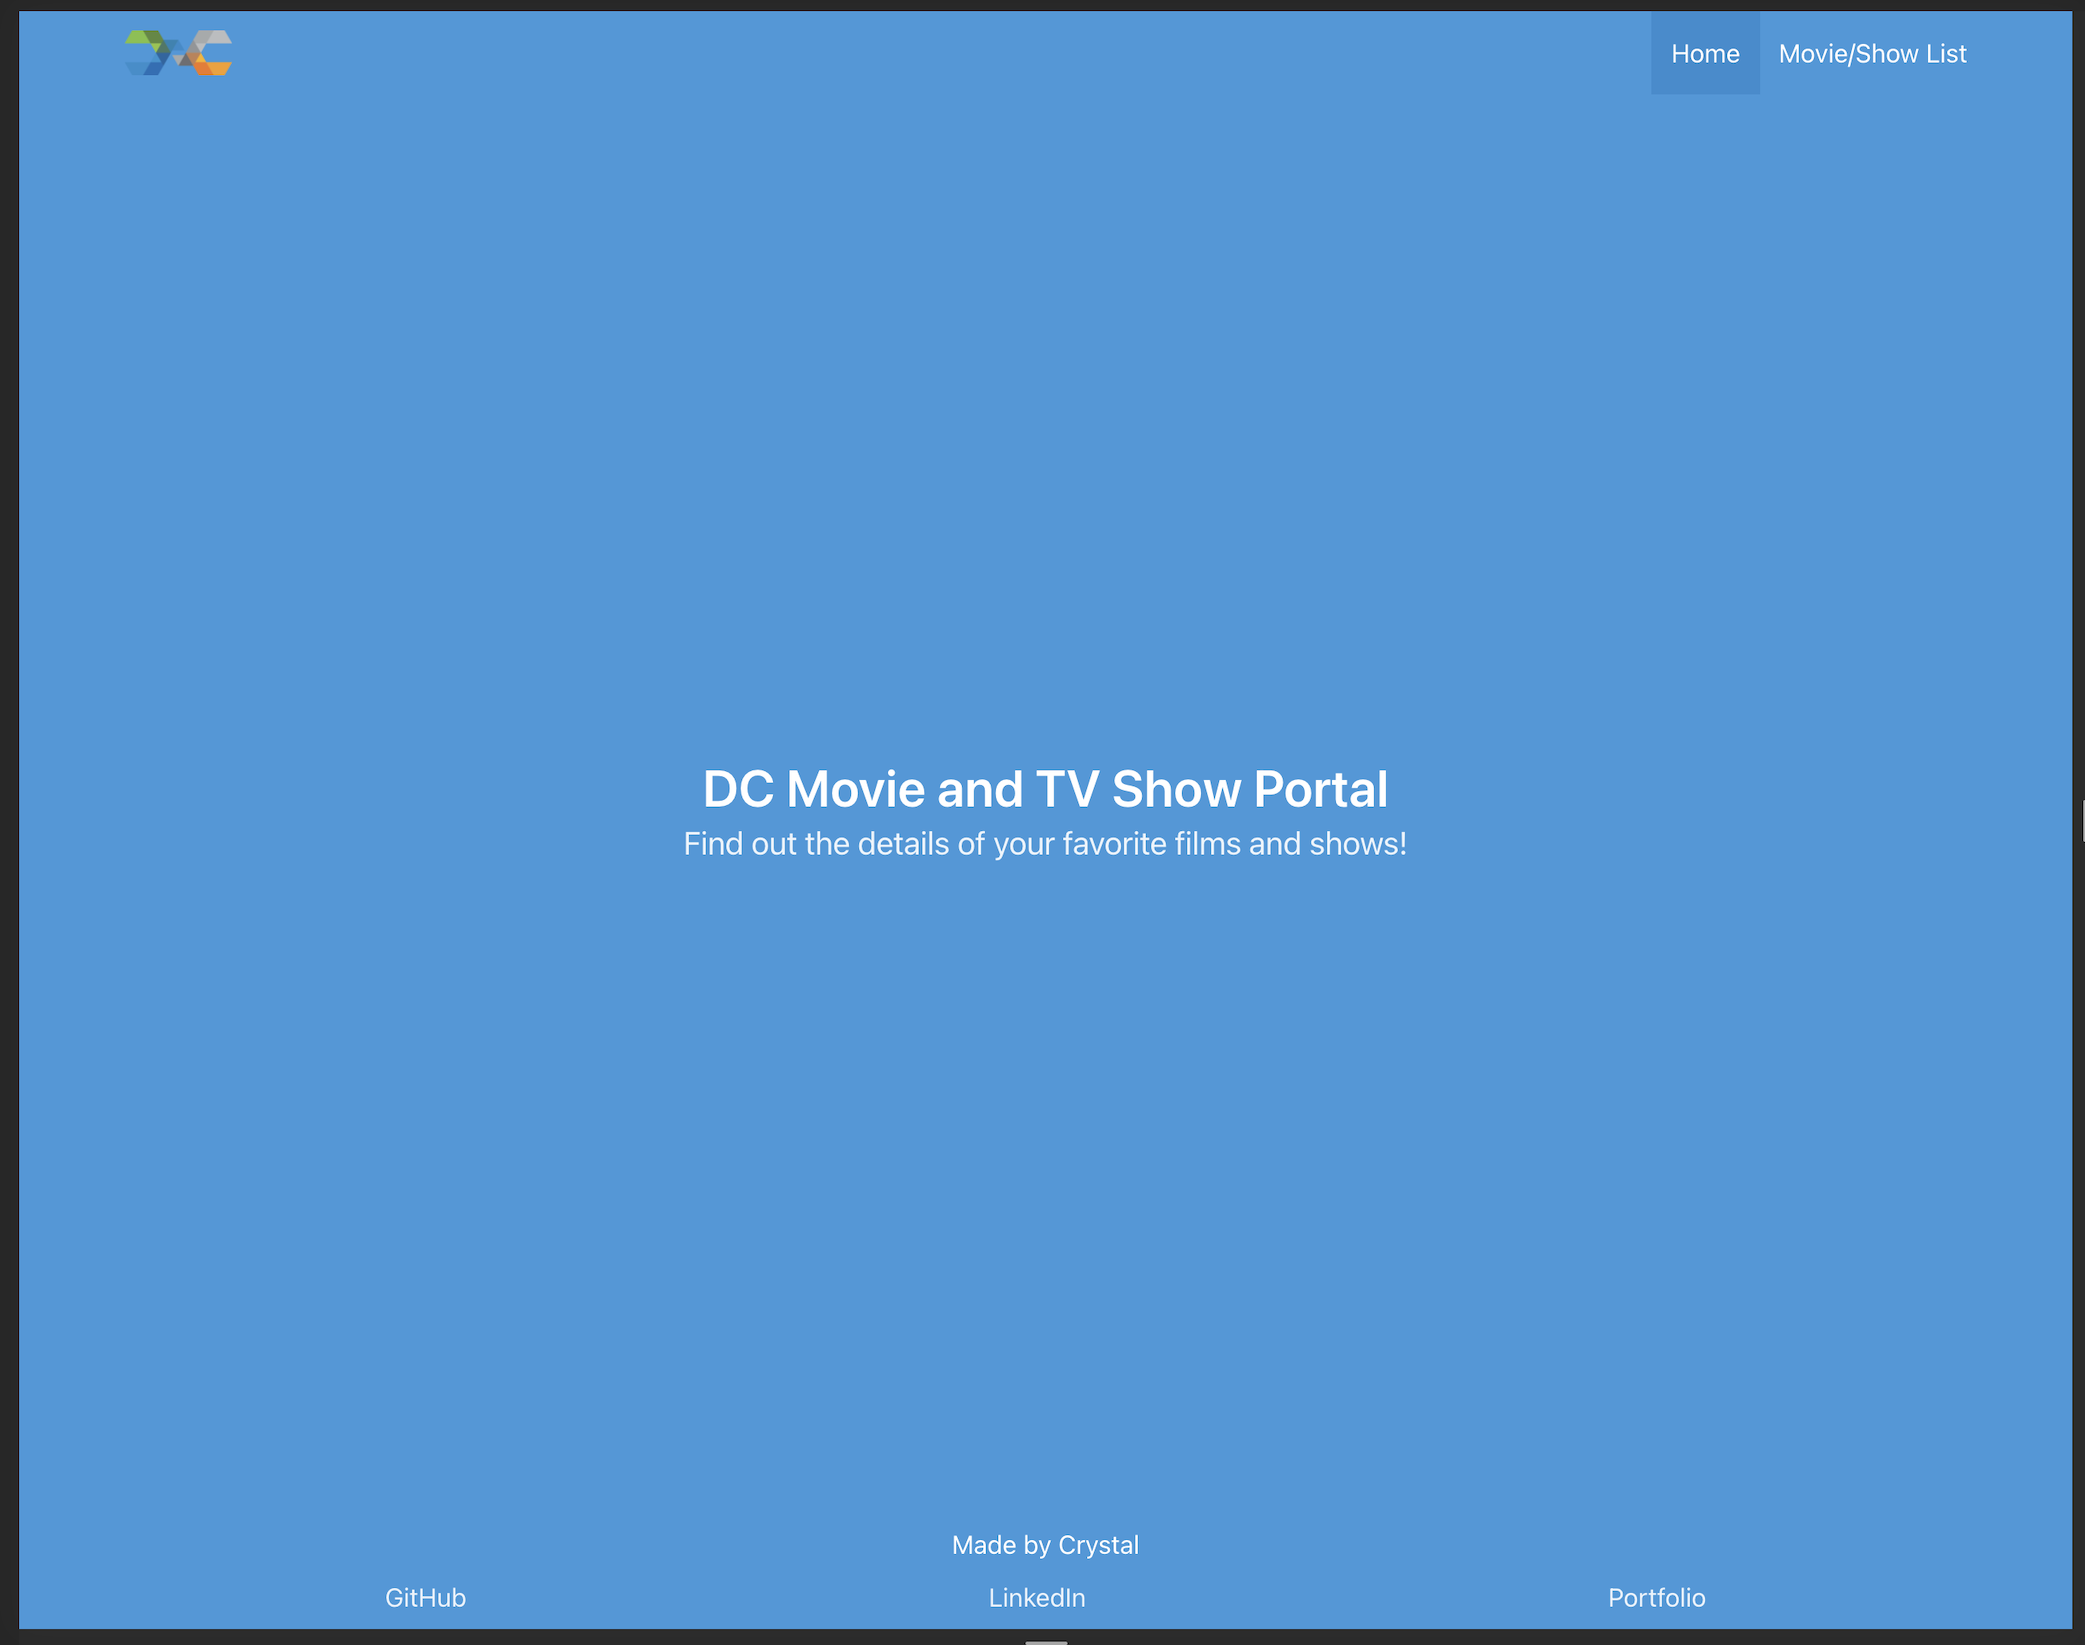 Home
Movie/Show List
DC Movie and TV Show Portal
Find out the details of your favorite films and shows!
Made by Crystal
GitHub
LinkedIn
Portfolio